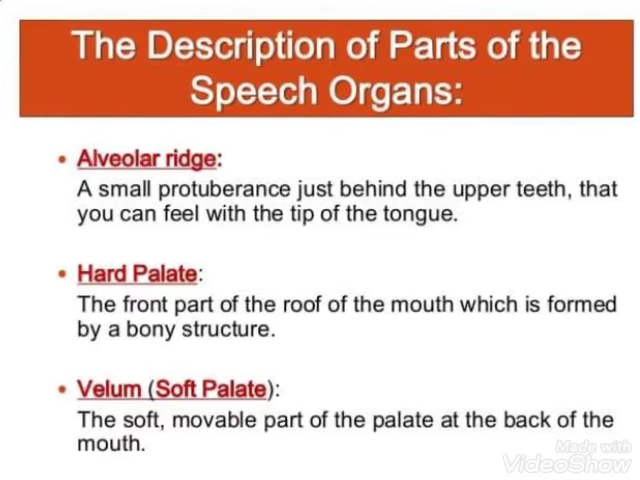 The Description of Parts of the
Speech Organs:
• Alveolar ridge:
A small protuberance just behind the upper teeth, that
you can feel with the tip of the tongue.
• Hard Palate:
The front part of the roof of the mouth which is formed
by a bony structure.
• Velum (Soft Palate):
The soft, movable part of the palate at the back of the
mouth.
Made with
VideoShow